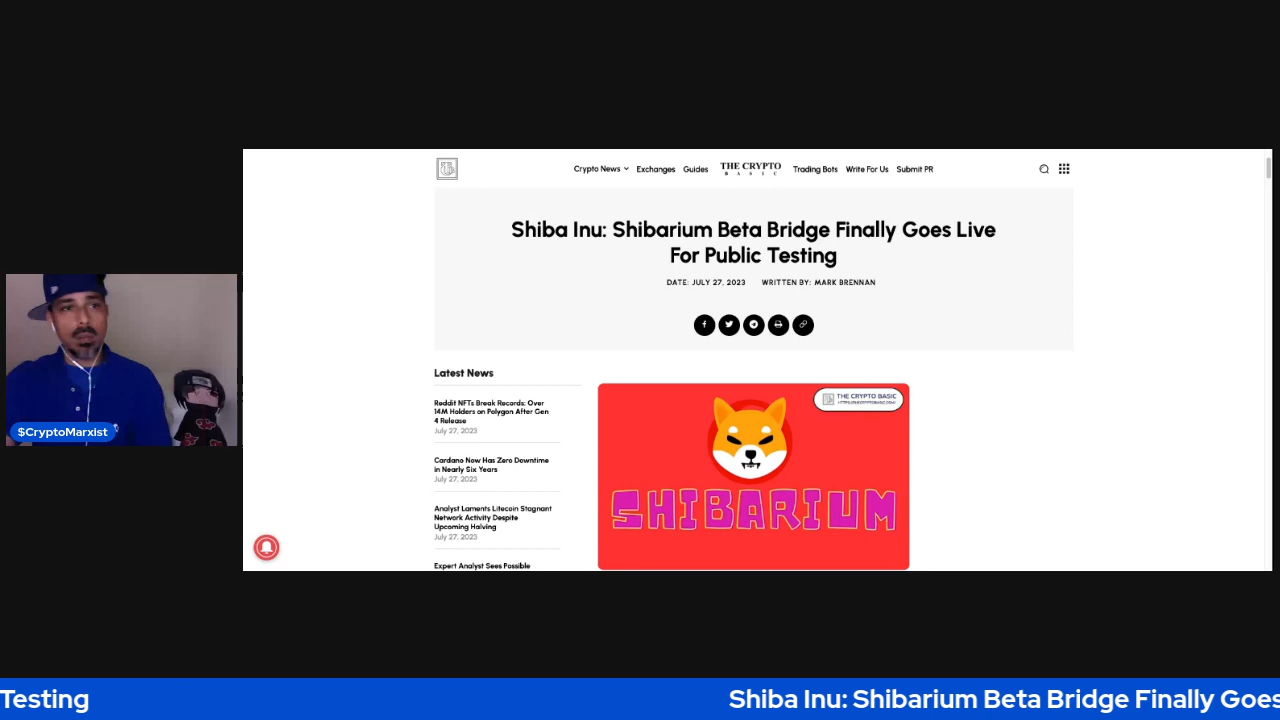 Crypto News
Exchanges
Guides
THE CRYPTO
BASIC
Trading Bots
Write For Us
Submit PR
Shiba Inu: Shibarium Beta Bridge Finally Goes Live
For Public Testing
DATE: JULY 27, 2023
WRITTEN BY: MARK BRENNAN
Latest News
Reddit NFTs Break Records: Over
14M Holders on Polygon After Gen
4 Release
July 27, 2023
Cardano Now Has Zero Downtime
in Nearly Six Years
July 27, 2023
Analyst Laments Litecoin Stagnant
Network Activity Despite
Upcoming Halving
July 27, 2023
Expert Analyst Sees Possible
THE CRYPTO BASIC
SHIBARIUM
$CryptoMarxist
Testing
Shiba Inu: Shibarium Beta Bridge Finally Goes